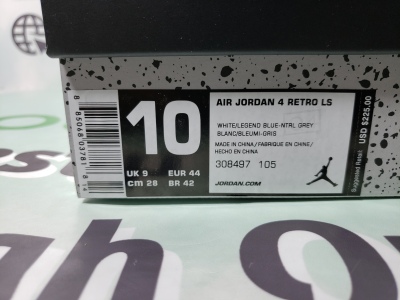 10
UK 9 EUR 44
CM 28 BR 42
AIR JORDAN 4 RETRO LS
WHITE/LEGEND BLUE-NTRL GREY
BLANC/BLEUMI-GRIS
MADE IN CHINA/FABRIQUE EN CHINE/
HECHO EN CHINA
308497 105
JORDAN.COM
USD $225.00
Suggested Retail